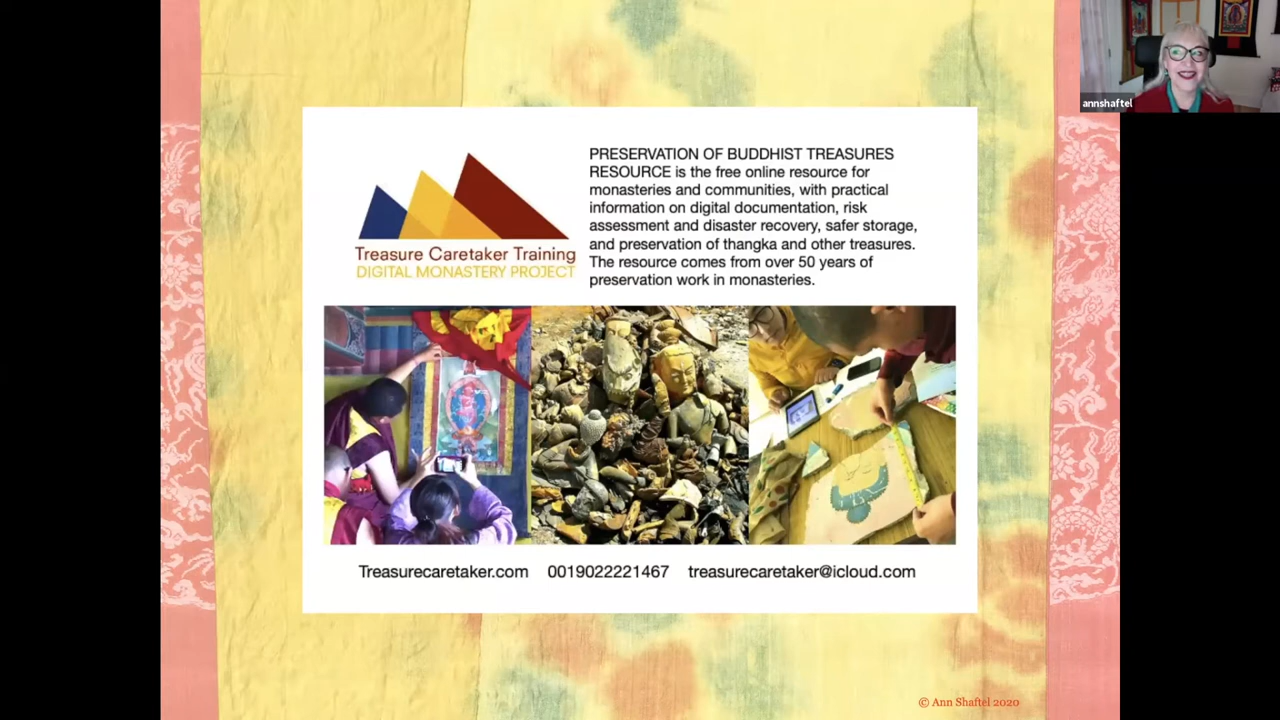 annshaftel
Treasure Caretaker Training
DIGITAL MONASTERY PROJECT
PRESERVATION OF BUDDHIST TREASURES
RESOURCE is the free online resource for
monasteries and communities, with practical
information on digital documentation, risk
assessment and disaster recovery, safer storage,
and preservation of thangka and other treasures.
The resource comes from over 50 years of
preservation work in monasteries.
Treasurecaretaker.com 0019022221467 treasurecaretaker@icloud.com
© Ann Shaftel 2020